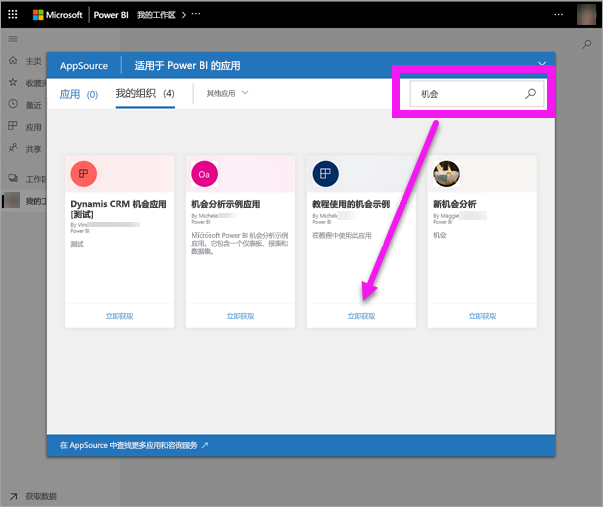 Microsoft Power BI 我的工作区 > ···
···
AppSource 适用于 Power BI 的应用
应用 (0) 我的组织 (4) 其他应用
机会
主页
收藏
最近
应用
共享
工作区
我的工
Dynamis CRM 机会应用
[测试]
By Vinc
Power BI
测试
立即获取
Oa
机会分析示例应用
By Michele
Power BI
Microsoft Power BI 机会分析示例
应用。它包含一个仪表板、报表和
数据集。
立即获取
教程使用的机会示例
By Michele
Power BI
在教程中使用此应用
立即获取
新机会分析
By Maggie
Power BI
机会
立即获取
在 AppSource 中查找更多应用和咨询服务 ↗
获取数据